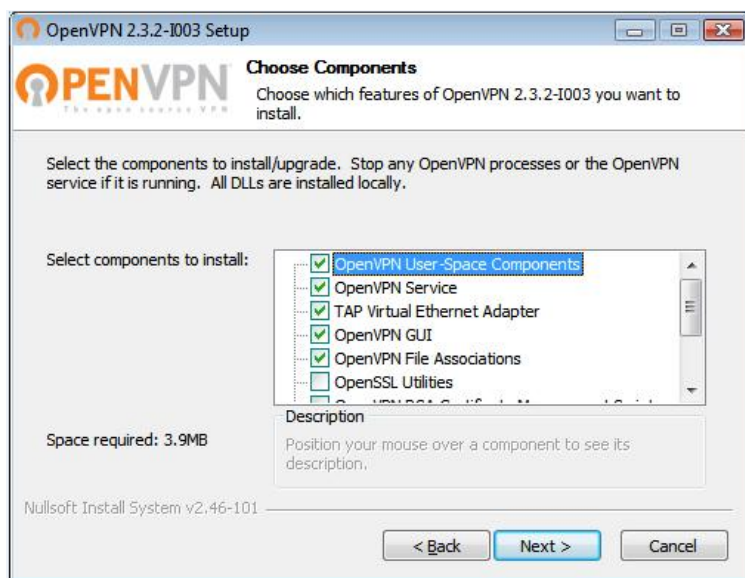 OpenVPN 2.3.2-I003 Setup
OPENVPN
The open source VPN
Choose Components
Choose which features of OpenVPN 2.3.2-I003 you want to
install.
Select the components to install/upgrade. Stop any OpenVPN processes or the OpenVPN
service if it is running. All DLLs are installed locally.
Select components to install:
OpenVPN User-Space Components
OpenVPN Service
TAP Virtual Ethernet Adapter
OpenVPN GUI
OpenVPN File Associations
OpenSSL Utilities
Space required: 3.9MB
Description
Position your mouse over a component to see its
description.
Nullsoft Install System v2.46-101
< Back
Next >
Cancel